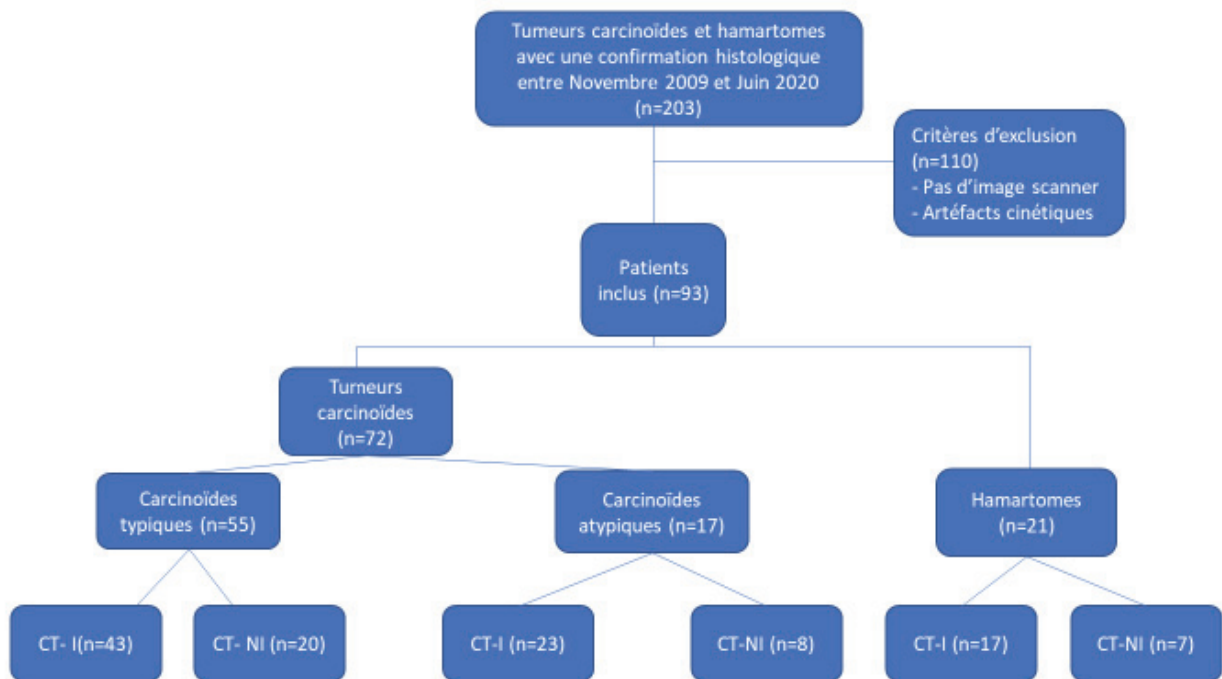 Tumeurs carcinoïdes et hamartomes
avec une confirmation histologique
entre Novembre 2009 et Juin 2020
(n=203)
Critères d'exclusion
(n=110)
- Pas d'image scanner
- Artéfacts cinétiques
Patients
inclus (n=93)
Tumeurs
carcinoïdes
(n=72)
Carcinoïdes
typiques (n=55)
Carcinoïdes
atypiques (n=17)
Hamartomes
(n=21)
CT- I(n=43)
CT- NI (n=20)
CT-I (n=23)
CT-NI (n=8)
CT-I (n=17)
CT-NI (n=7)